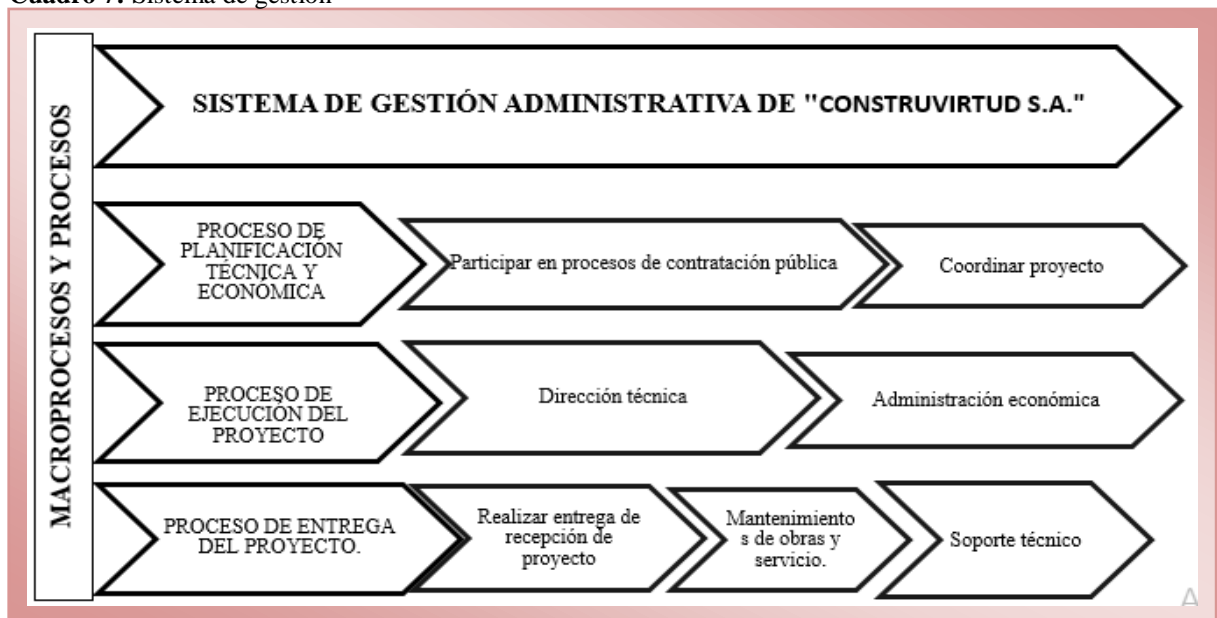 Cuadro 7. Sistema de gestión
MACROPROCESOS Y PROCESOS
SISTEMA DE GESTIÓN ADMINISTRATIVA DE "CONSTRUVIRTUD S.A."
PROCESO DE
PLANIFICACIÓN
TÉCNICA Y
ECONÓMICA
Participar en procesos de contratación pública
Coordinar proyecto
PROCESO DE
EJECUCIÓN DEL
PROYECTO
Dirección técnica
Administración económica
PROCESO DE ENTREGA
DEL PROYECTO.
Realizar entrega de
recepción de
proyecto
Mantenimiento
s de obras y
servicio.
Soporte técnico
A